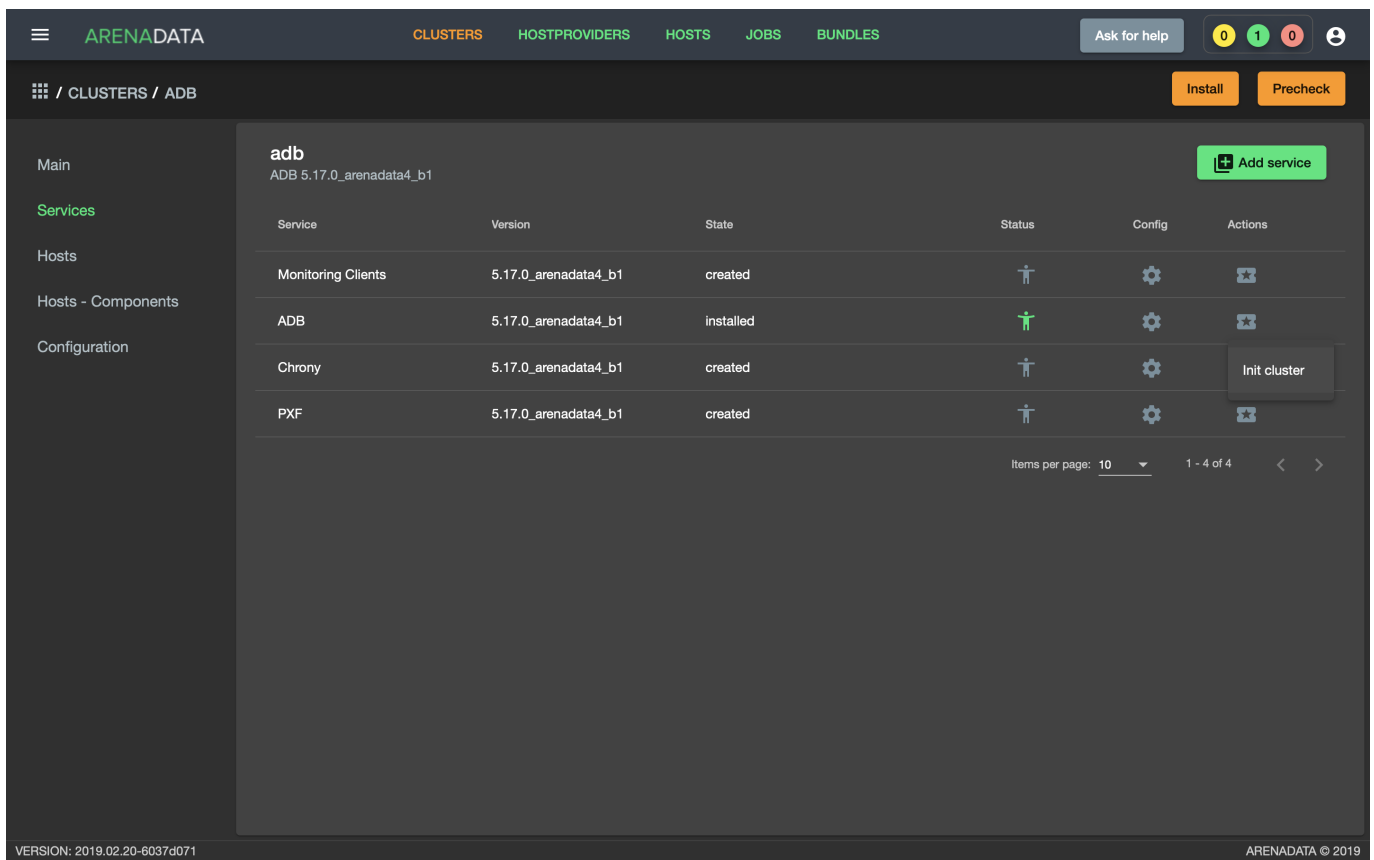 ARENADATA CLUSTERS HOSTPROVIDERS HOSTS JOBS BUNDLES Ask for help 0 1 0
/ CLUSTERS / ADB Install Precheck
Main
Services
Hosts
Hosts - Components
Configuration
adb
ADB 5.17.0_arenadata4_b1
Add service
Service Version State Status Config Actions
Monitoring Clients 5.17.0_arenadata4_b1 created
ADB 5.17.0_arenadata4_b1 installed
Chrony 5.17.0_arenadata4_b1 created
Init cluster
PXF 5.17.0_arenadata4_b1 created
Items per page: 10 1 - 4 of 4
VERSION: 2019.02.20-6037d071 ARENADATA © 2019